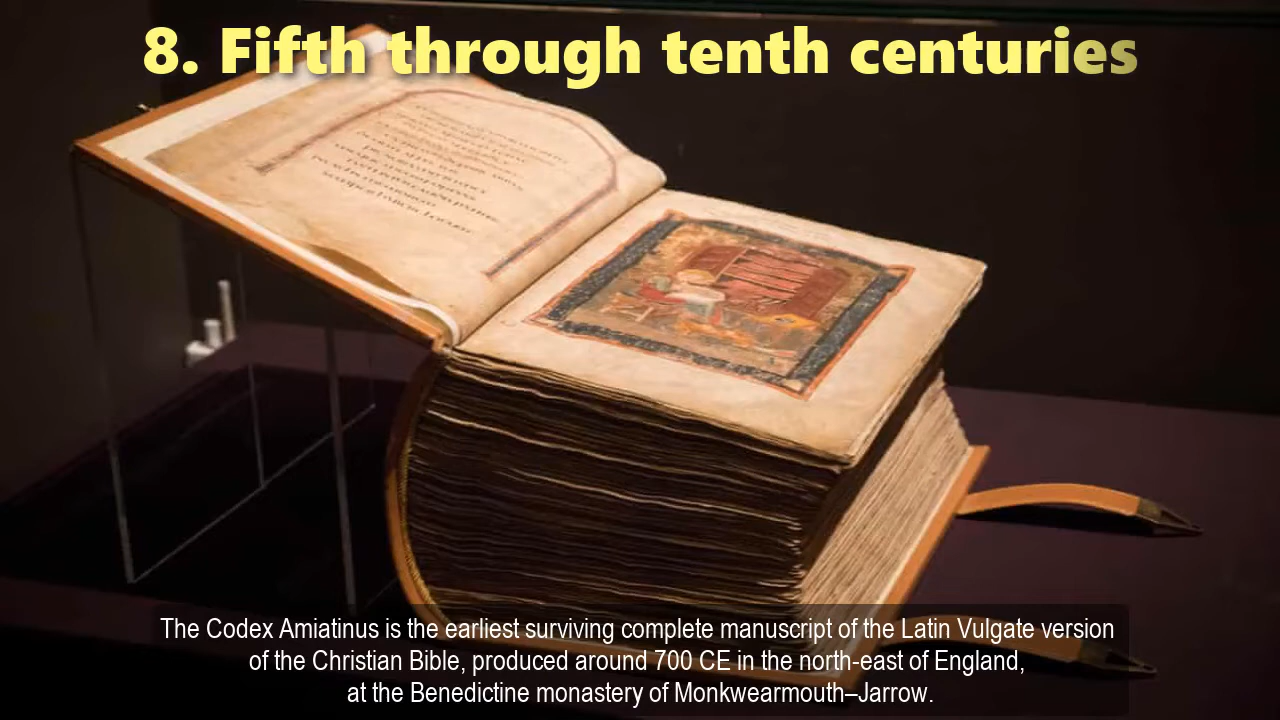 8. Fifth through tenth centuries
The Codex Amiatinus is the earliest surviving complete manuscript of the Latin Vulgate version
of the Christian Bible, produced around 700 CE in the north-east of England,
at the Benedictine monastery of Monkwearmouth–Jarrow.